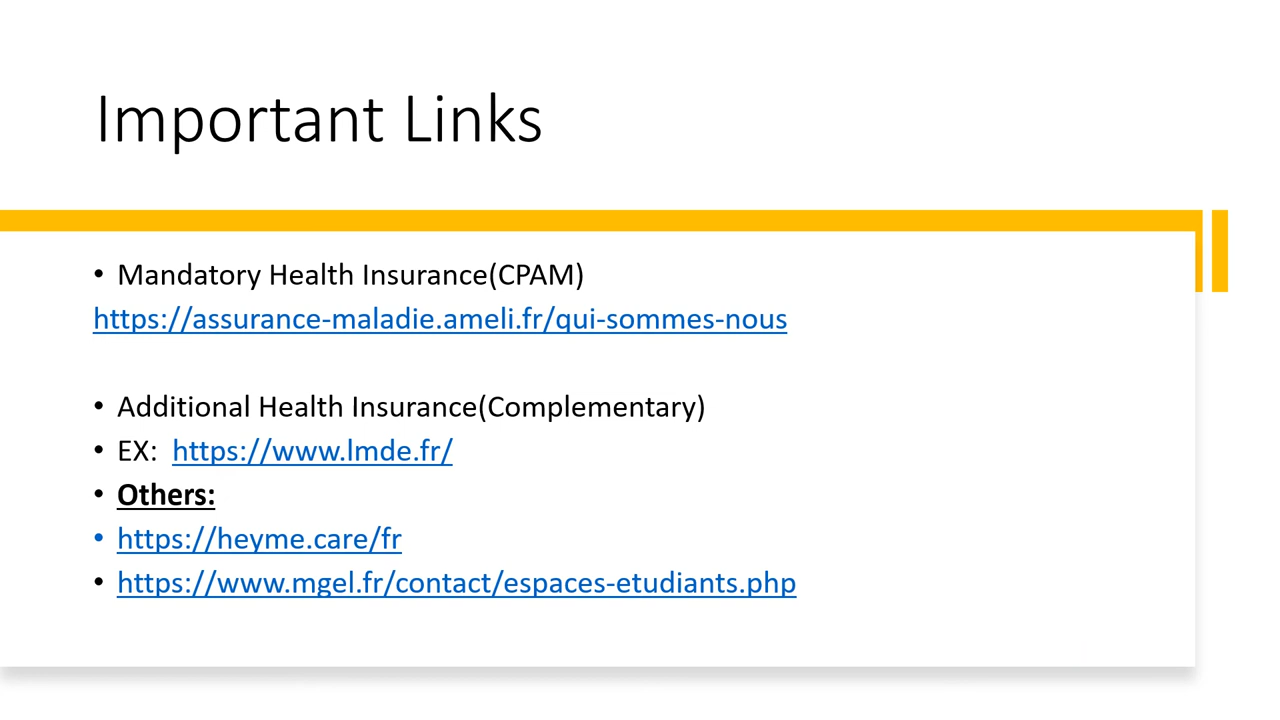 Important Links
• Mandatory Health Insurance(CPAM)
https://assurance-maladie.ameli.fr/qui-sommes-nous
• Additional Health Insurance(Complementary)
• EX: https://www.lmde.fr/
• Others:
• https://heyme.care/fr
• https://www.mgel.fr/contact/espaces-etudiants.php